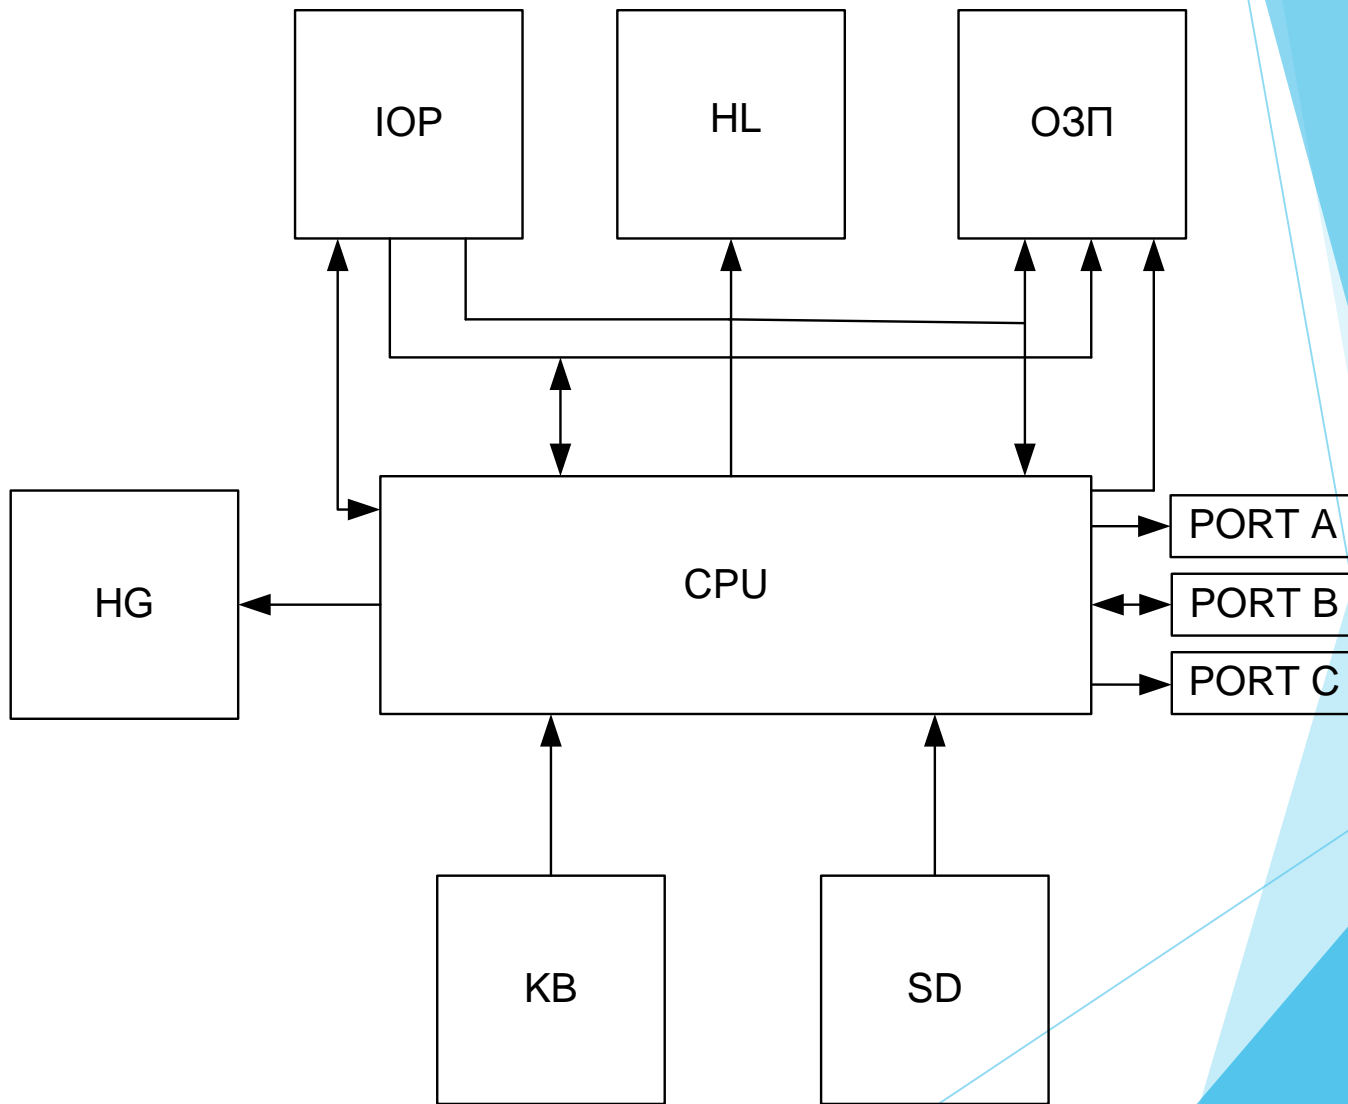 IOP
HL
ОЗП
CPU
HG
PORT A
PORT B
PORT C
KB
SD